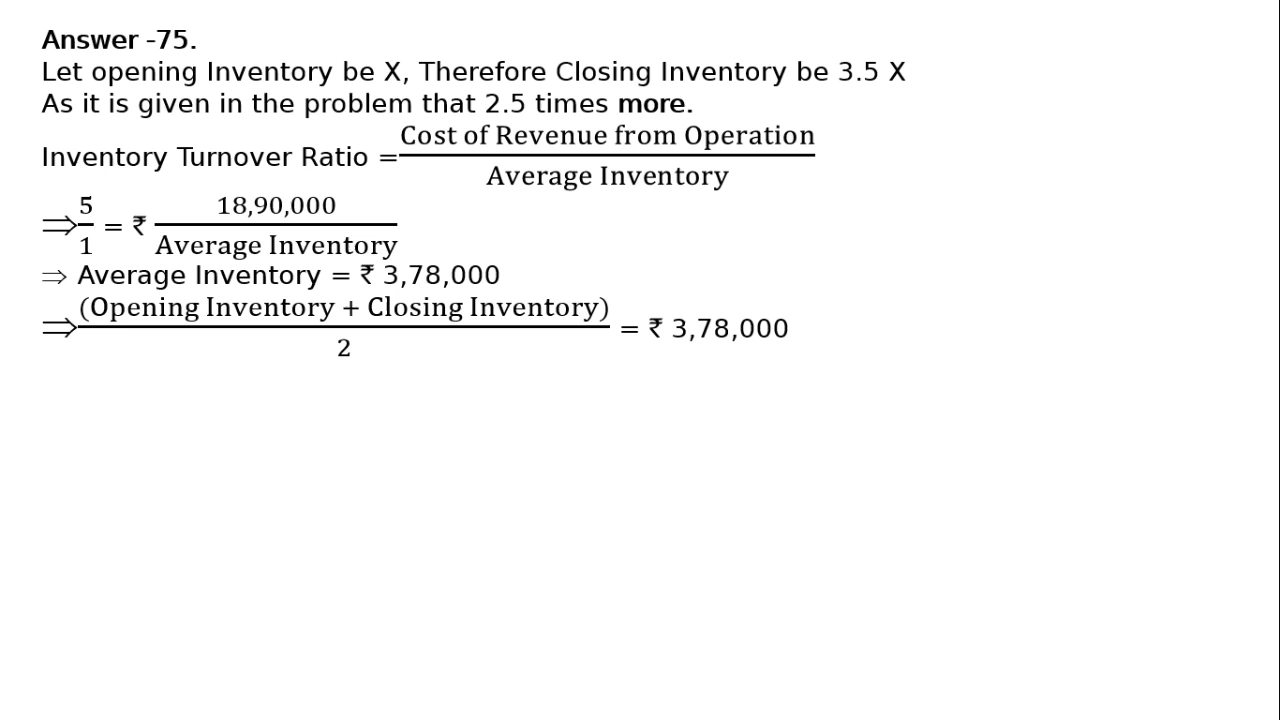 Answer -75.
Let opening Inventory be X, Therefore Closing Inventory be 3.5 X
As it is given in the problem that 2.5 times more.
Inventory Turnover Ratio = Cost of Revenue from Operation / Average Inventory
⇒ 5/1 = ₹ 18,90,000 / Average Inventory
⇒ Average Inventory = ₹ 3,78,000
⇒ (Opening Inventory + Closing Inventory) / 2 = ₹ 3,78,000